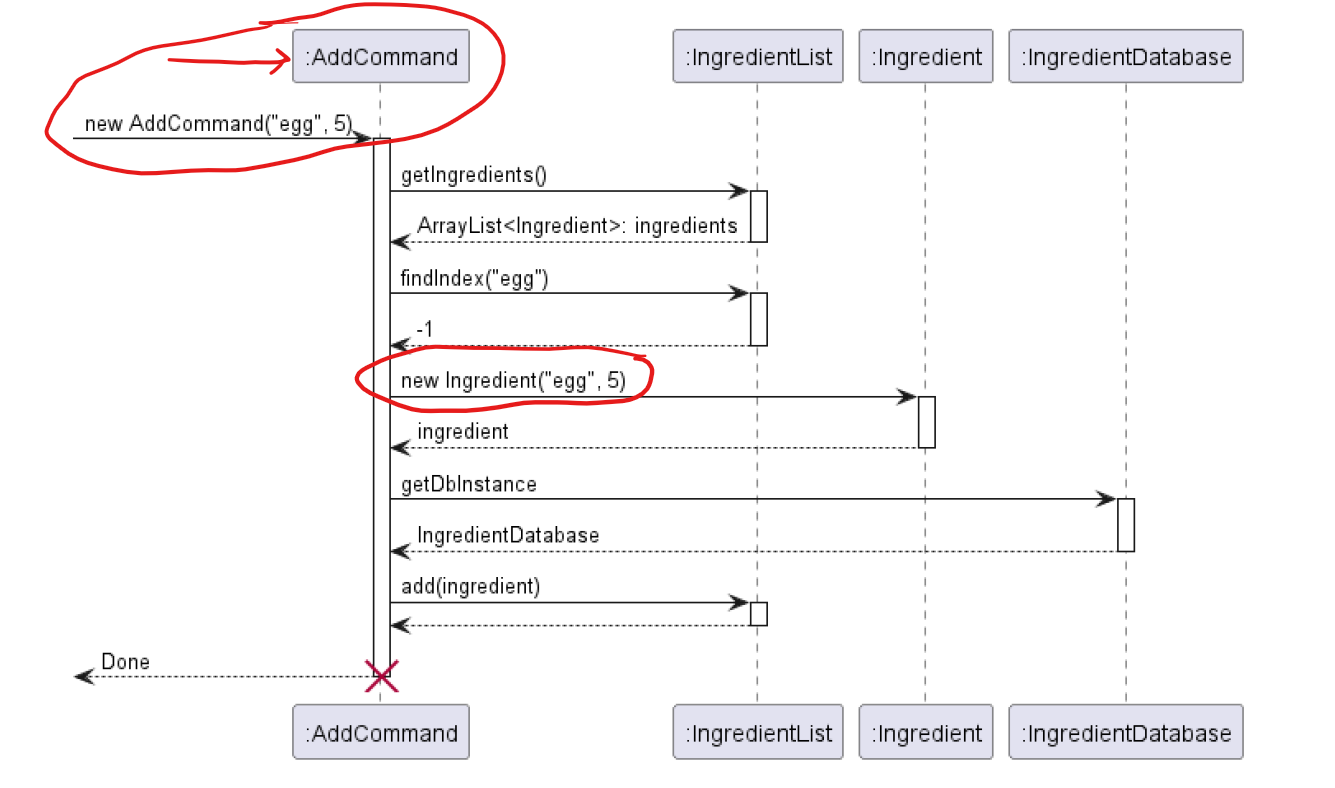 :AddCommand :IngredientList :Ingredient :IngredientDatabase
new AddCommand("egg", 5)
getIngredients()
ArrayList<Ingredient>: ingredients
findIndex("egg")
-1
new Ingredient("egg", 5)
ingredient
getDbInstance
IngredientDatabase
add(ingredient)
Done
:AddCommand :IngredientList :Ingredient :IngredientDatabase